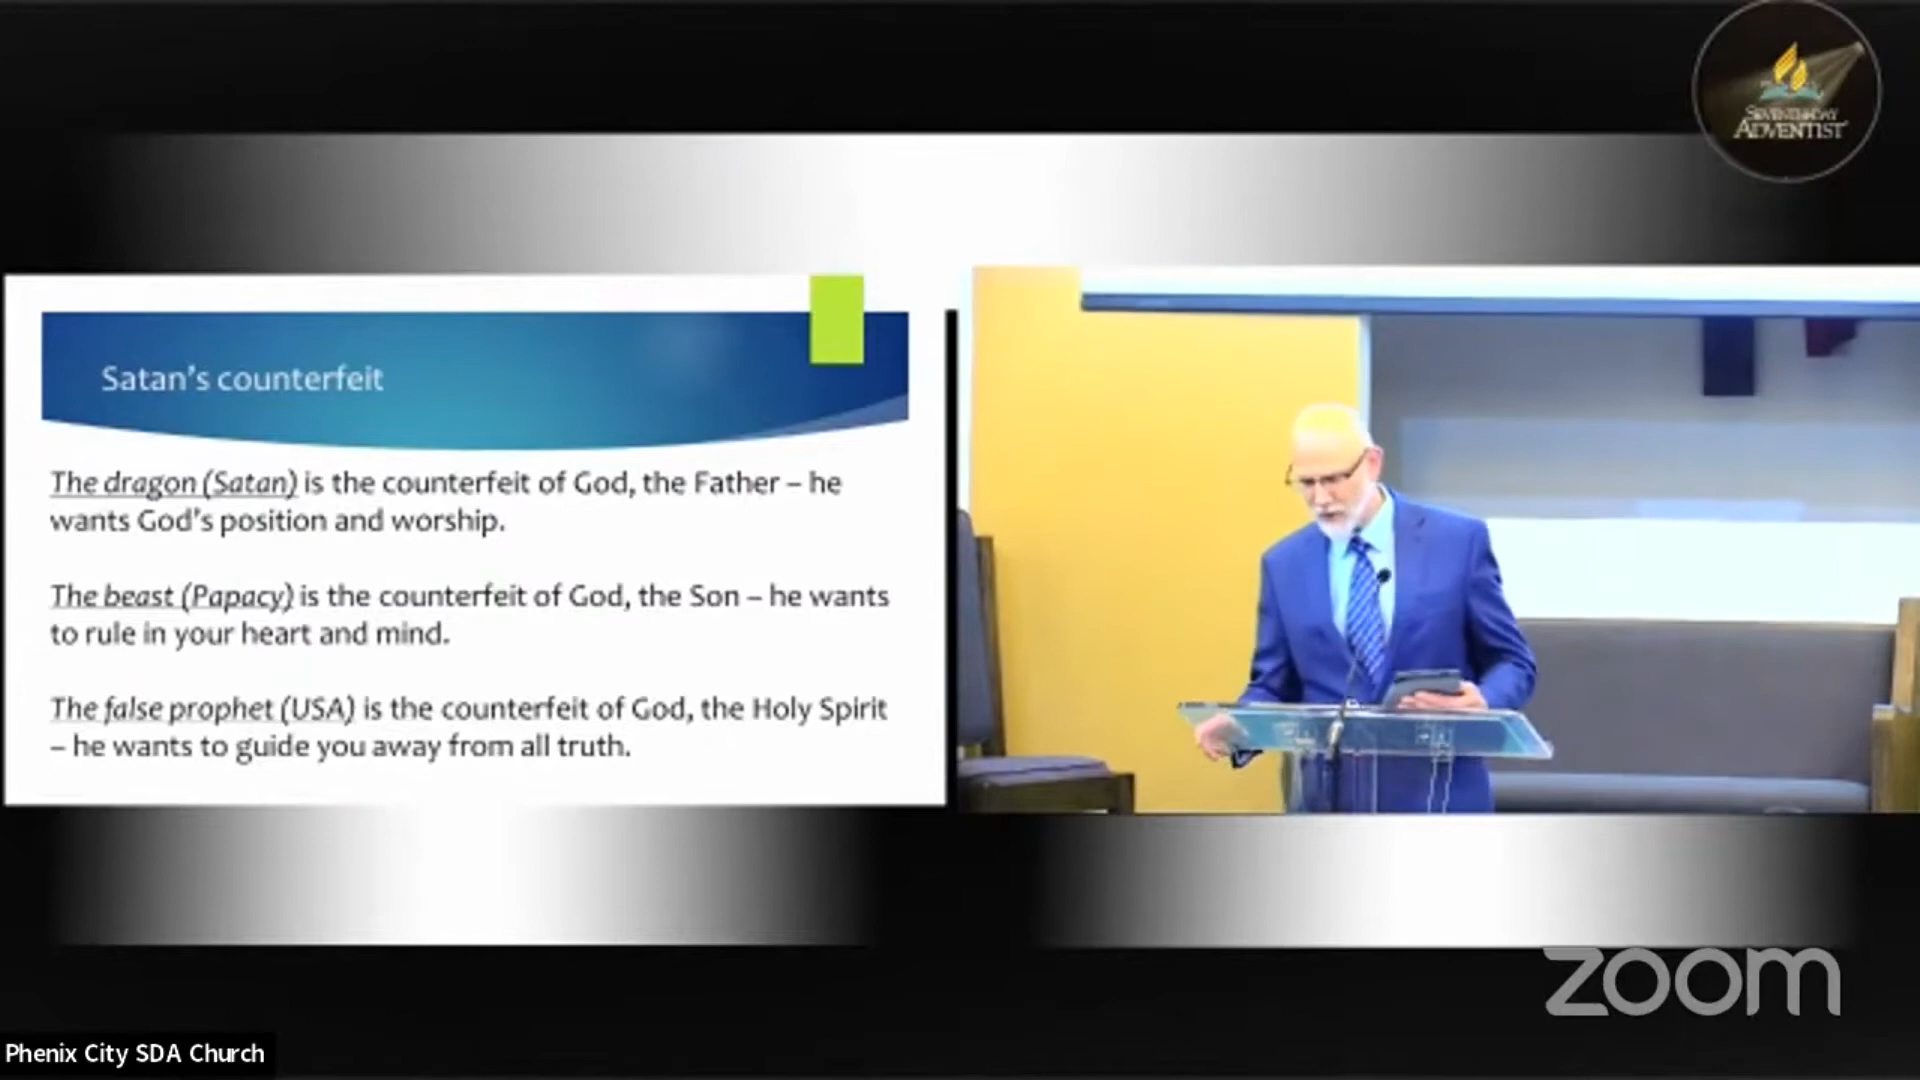 SEVENTH-DAY
ADVENTIST
Satan's counterfeit
The dragon (Satan) is the counterfeit of God, the Father – he
wants God's position and worship.
The beast (Papacy) is the counterfeit of God, the Son – he wants
to rule in your heart and mind.
The false prophet (USA) is the counterfeit of God, the Holy Spirit
– he wants to guide you away from all truth.
zoom
Phenix City SDA Church